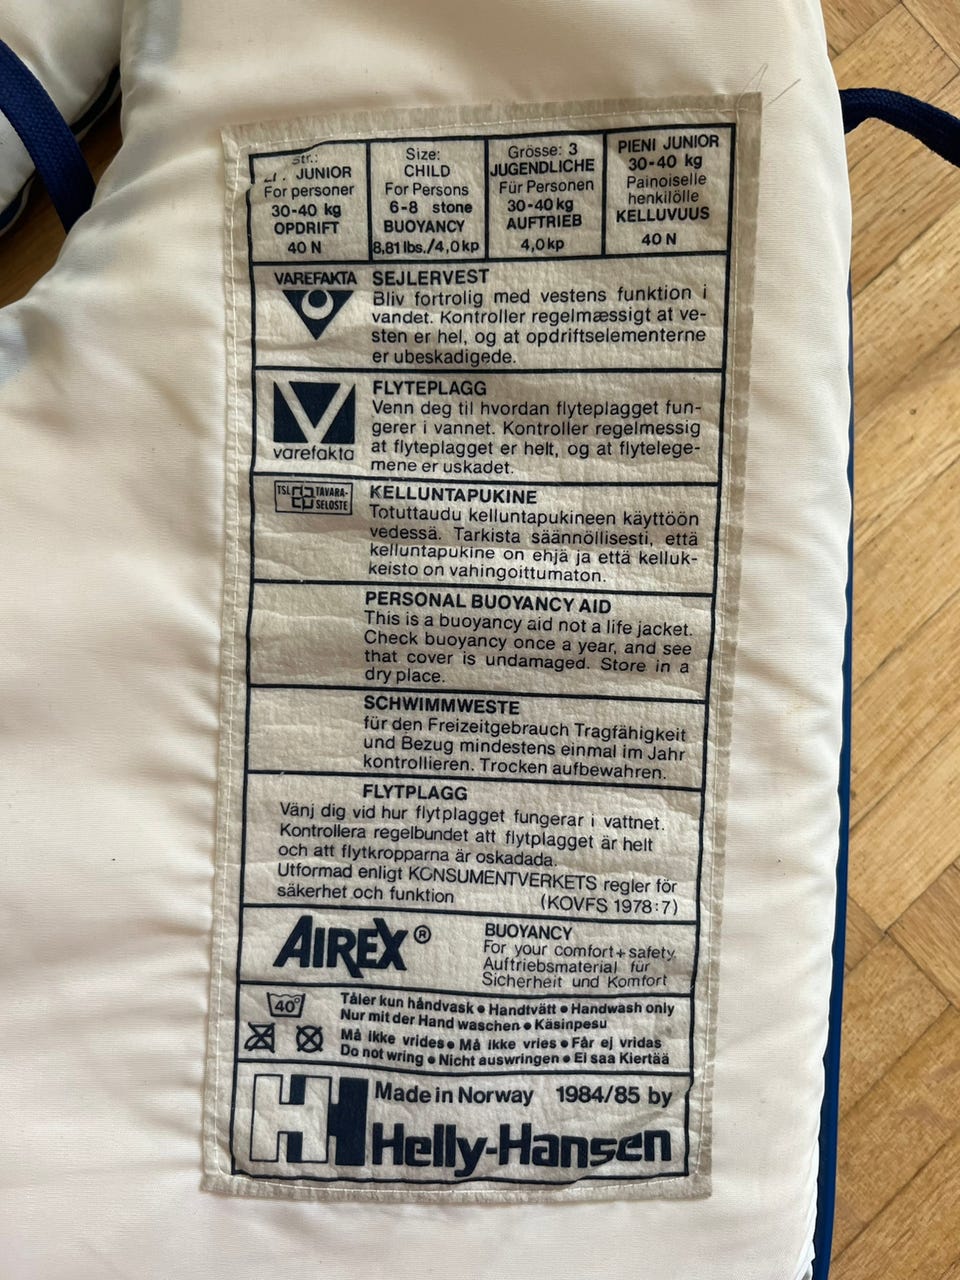 Str.:
JUNIOR
For personer
30-40 kg
OPDRIFT
40 N
Size:
CHILD
For Persons
6-8 stone
BUOYANCY
8,81 lbs./4,0 kp
Grösse: 3
JUGENDLICHE
Für Personen
30-40 kg
AUFTRIEB
4,0 kp
PIENI JUNIOR
30-40 kg
Painoiselle
henkilölle
KELLUVUUS
40 N
VAREFAKTA
SEJLERVEST
Bliv fortrolig med vestens funktion i
vandet. Kontroller regelmæssigt at ve-
sten er hel, og at opdriftselementerne
er ubeskadigede.
varefakta
FLYTEPLAGG
Venn deg til hvordan flyteplagget fun-
gerer i vannet. Kontroller regelmessig
at flyteplagget er helt, og at flytelege-
mene er uskadet.
TSL TAVARA-
SELOSTE
KELLUNTAPUKINE
Totuttaudu kelluntapukineen käyttöön
vedessä. Tarkista säännöllisesti, että
kelluntapukine on ehjä ja että kelluk-
keisto on vahingoittumaton.
PERSONAL BUOYANCY AID
This is a buoyancy aid not a life jacket.
Check buoyancy once a year, and see
that cover is undamaged. Store in a
dry place.
SCHWIMMWESTE
für den Freizeitgebrauch Tragfähigkeit
und Bezug mindestens einmal im Jahr
kontrollieren. Trocken aufbewahren.
FLYTPLAGG
Vänj dig vid hur flytplagget fungerar i vattnet.
Kontrollera regelbundet att flytplagget är helt
och att flytkropparna är oskadada.
Utformad enligt KONSUMENTVERKETS regler för
säkerhet och funktion (KOVFS 1978:7)
AIREX®
BUOYANCY
For your comfort + safety.
Auftriebsmaterial für
Sicherheit und Komfort
40°
Tåler kun håndvask • Handtvätt • Handwash only
Nur mit der Hand waschen • Käsinpesu
Må ikke vrides • Må ikke vries • Får ej vridas
Do not wring • Nicht auswringen • Ei saa Kiertää
HH
Made in Norway 1984/85 by
Helly-Hansen